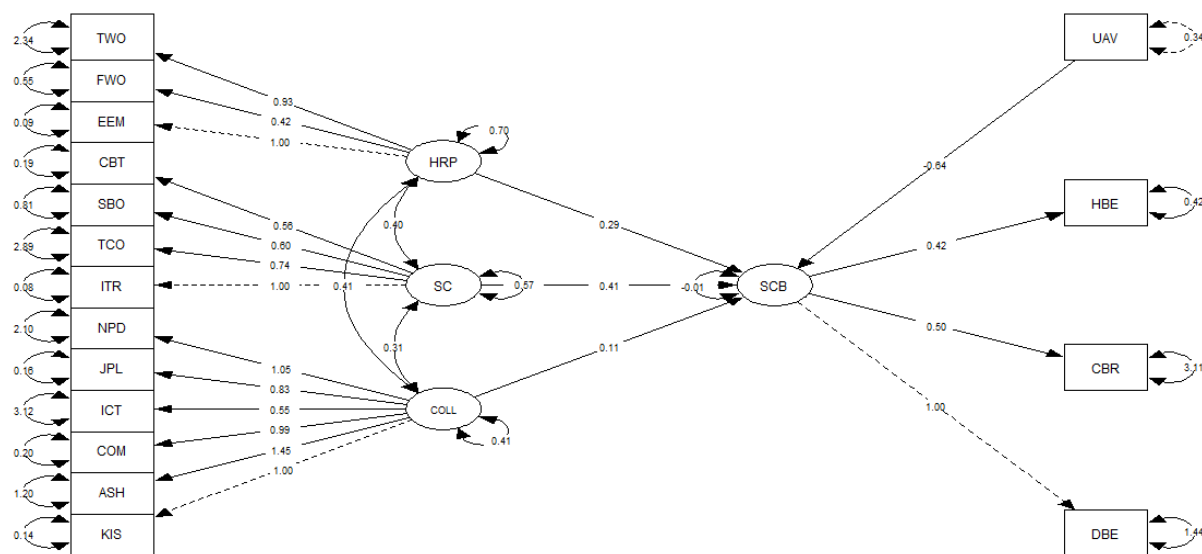 2.34 TWO UAV 0.34
0.55 FWO
0.93
0.42
0.09 EEM
1.00 0.70
0.19 CBT HRP -0.64
0.81 SBO HBE 0.42
0.56 0.40 0.29
0.60
2.89 TCO 0.42
0.74
0.08 ITR 1.00 SC 0.57 0.41 0.41 -0.01 SCB
2.10 NPD
0.31 0.11 0.50
0.16 JPL CBR 3.11
1.05
0.83
3.12 ICT 0.55 COLL 1.00
0.99
0.20 COM 1.45 0.41
1.00
1.20 ASH
0.14 KIS DBE 1.44